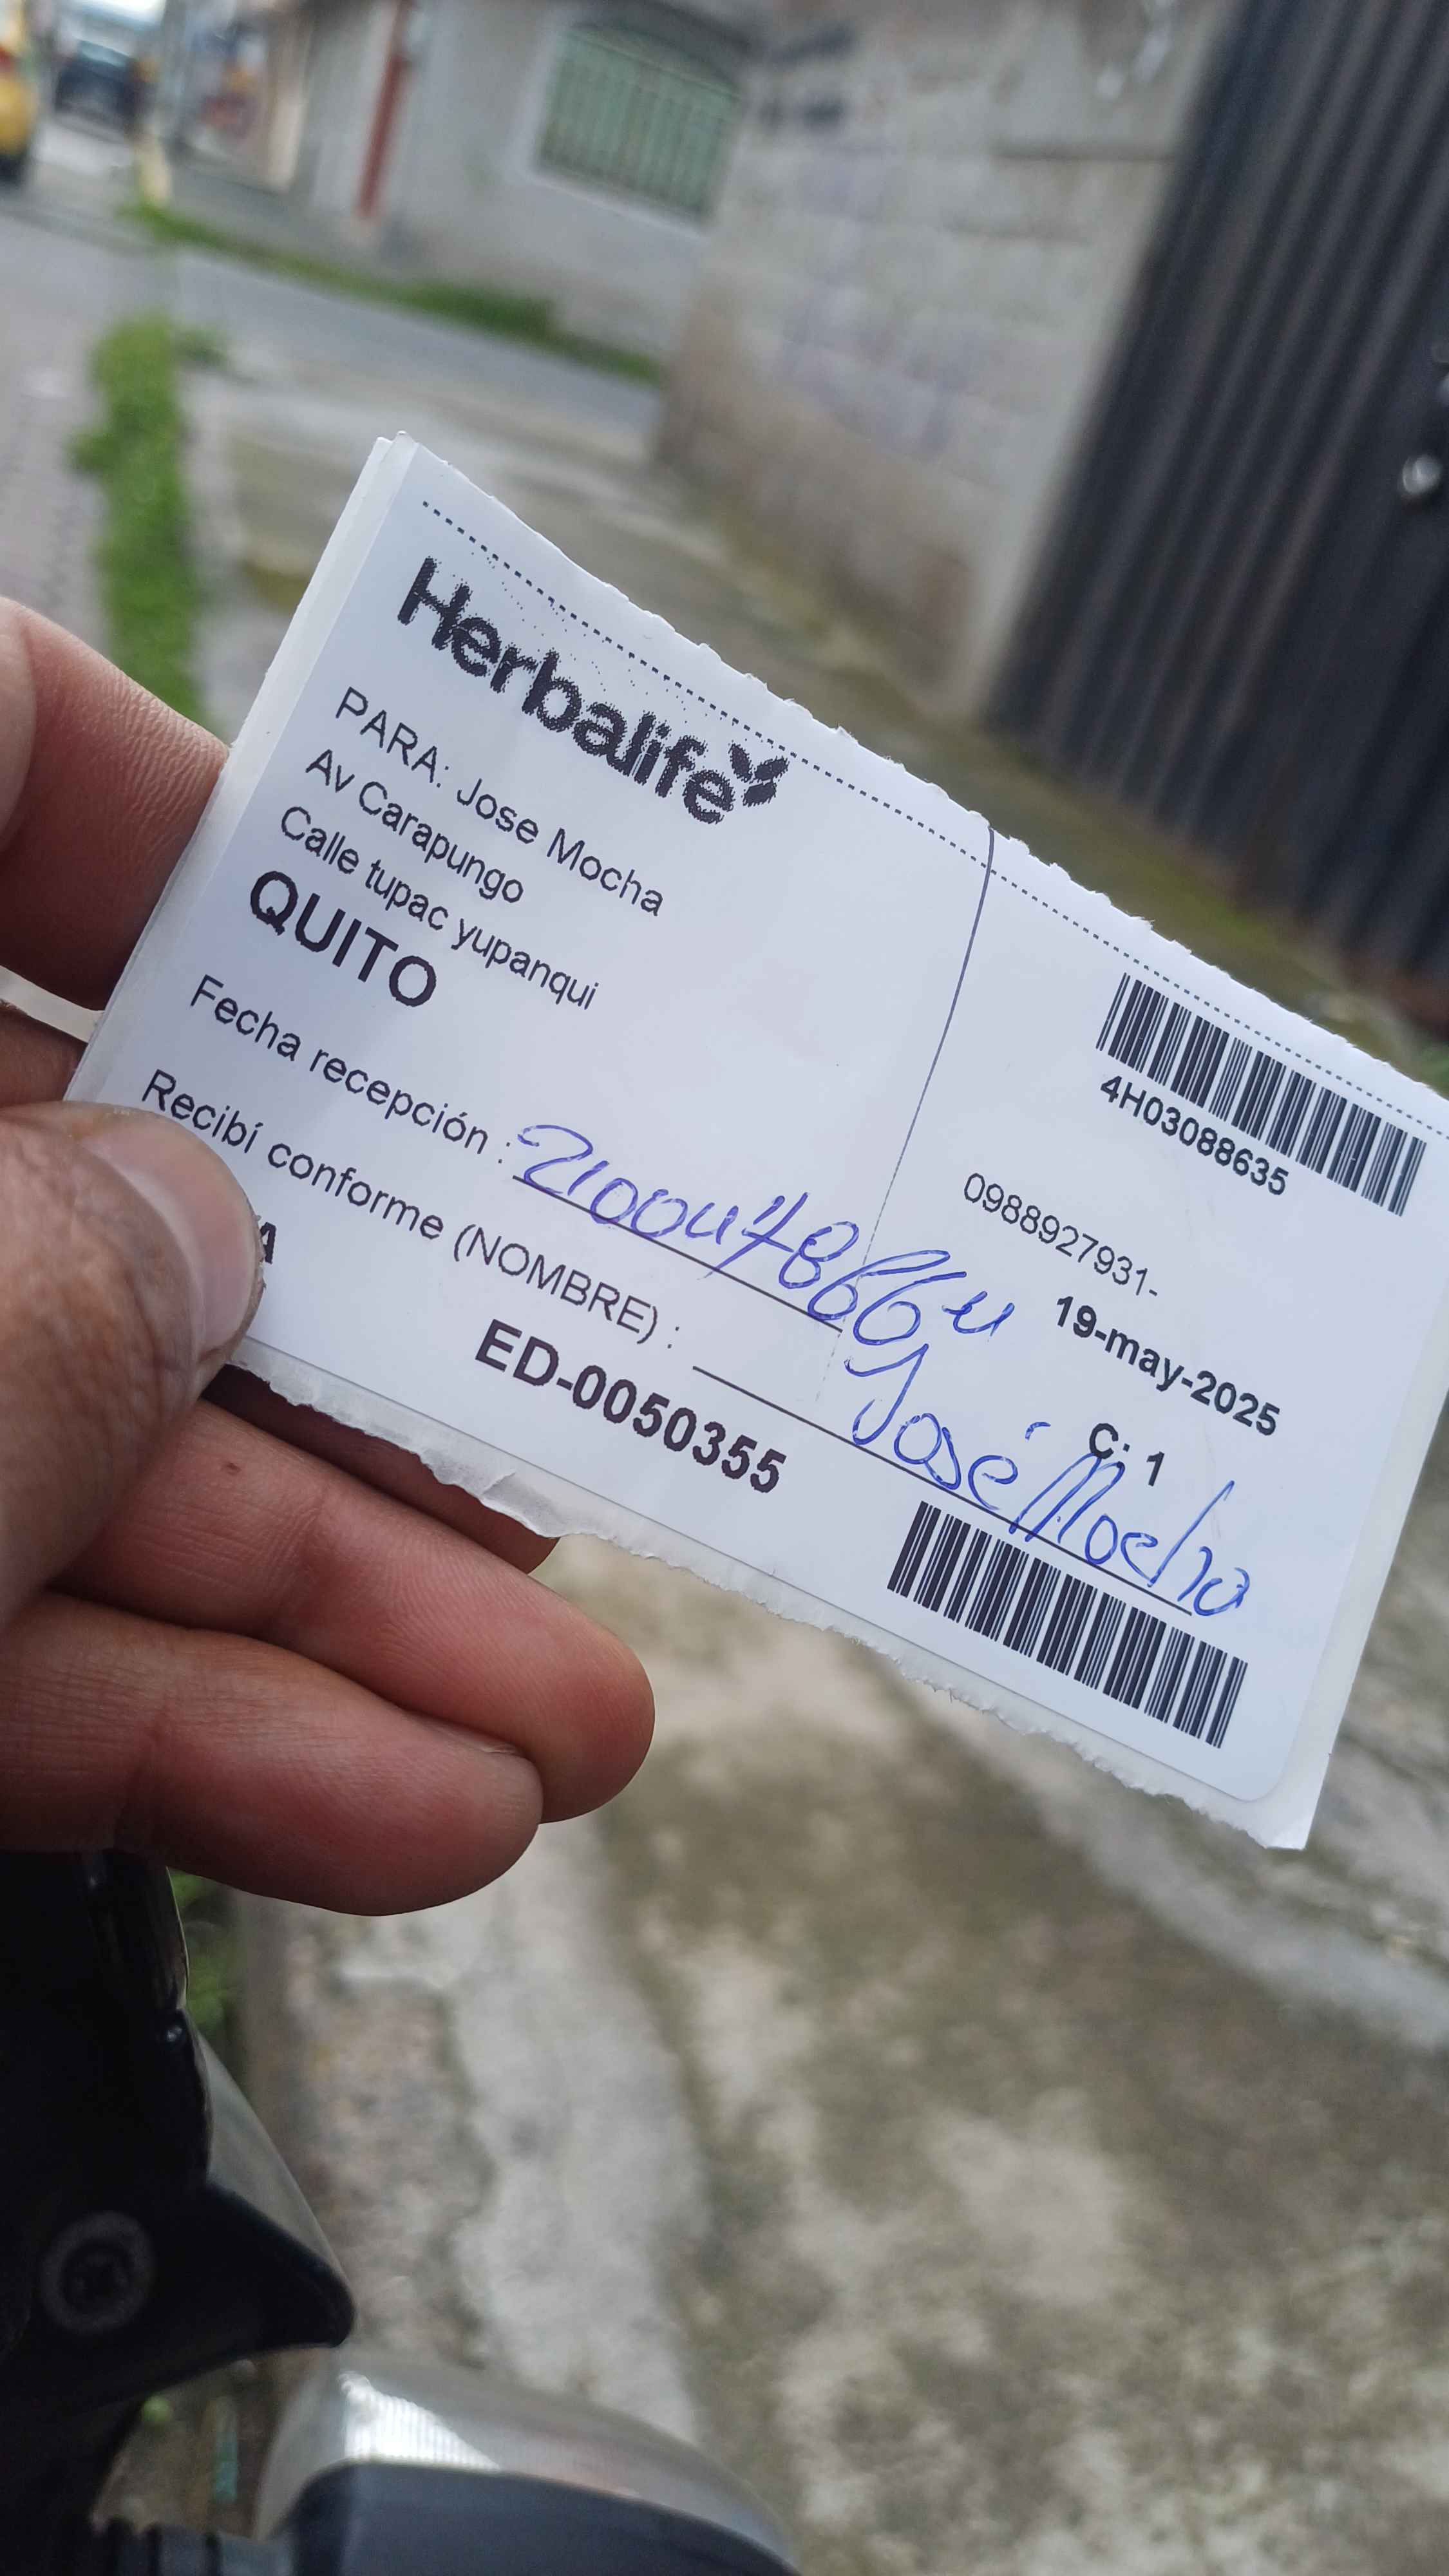 Herbalife
PARA: Jose Mocha
Av Carapungo
Calle tupac yupanqui
QUITO
4H03088635
0988927931-
19-may-2025
C: 1
Fecha recepción : 2100478664
Recibí conforme (NOMBRE) : José Mocha
ED-0050355